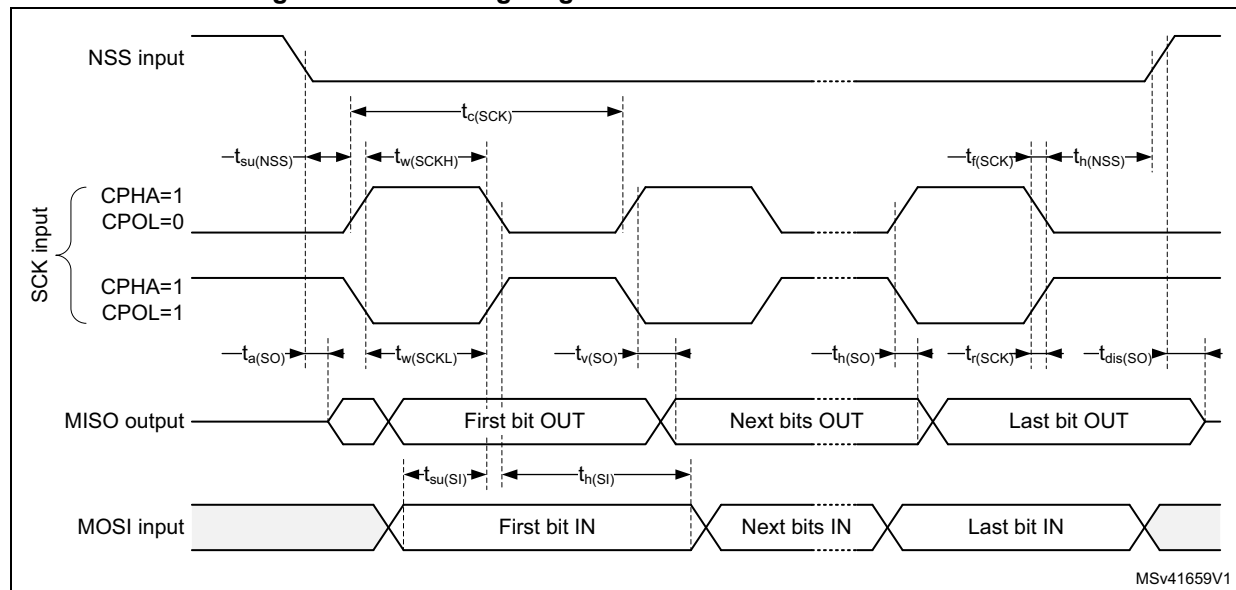 NSS input
tc(SCK)
tsu(NSS) tw(SCKH) tf(SCK) th(NSS)
SCK input
CPHA=1
CPOL=0
CPHA=1
CPOL=1
ta(SO) tw(SCKL) tv(SO) th(SO) tr(SCK) tdis(SO)
MISO output First bit OUT Next bits OUT Last bit OUT
tsu(SI) th(SI)
MOSI input First bit IN Next bits IN Last bit IN
MSv41659V1